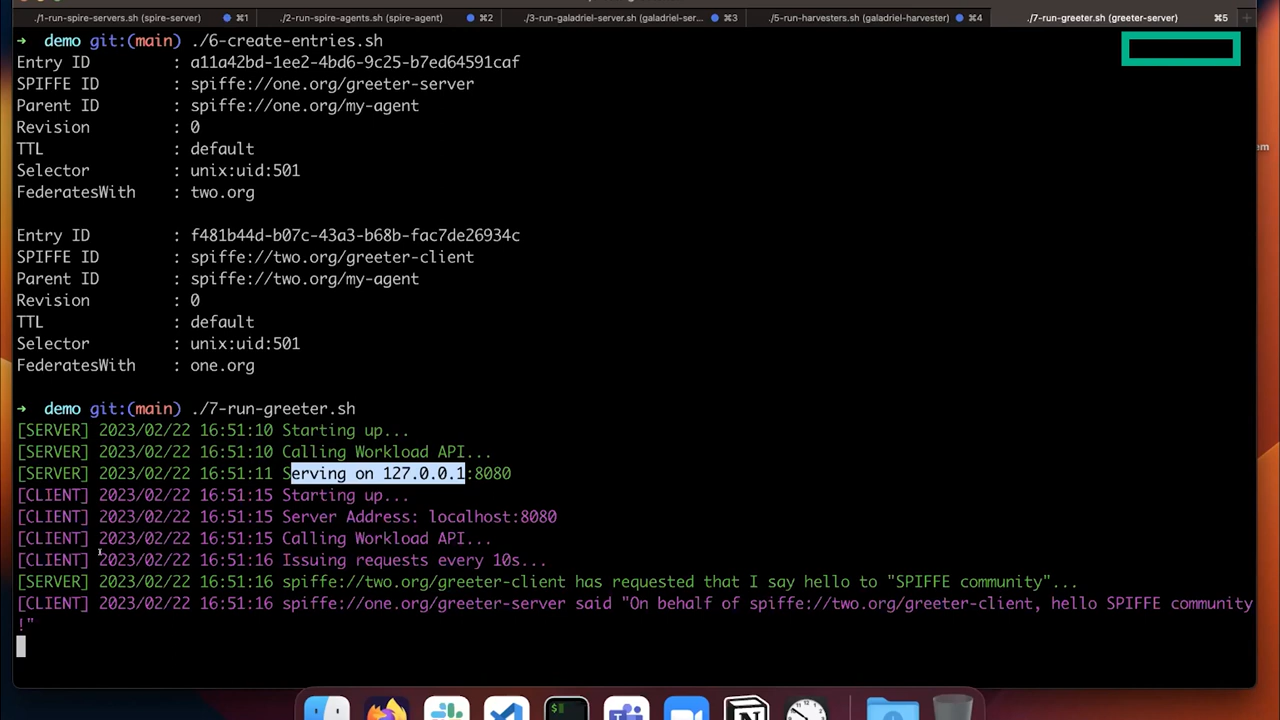 ./1-run-spire-servers.sh (spire-server) ⌘1 ./2-run-spire-agents.sh (spire-agent) ⌘2 ./3-run-galadriel-server.sh (galadriel-ser... ⌘3 ./5-run-harvesters.sh (galadriel-harvester) ⌘4 ./7-run-greeter.sh (greeter-server) ⌘5
→ demo git:(main) ./6-create-entries.sh
Entry ID : a11a42bd-1ee2-4bd6-9c25-b7ed64591caf
SPIFFE ID : spiffe://one.org/greeter-server
Parent ID : spiffe://one.org/my-agent
Revision : 0
TTL : default
Selector : unix:uid:501
FederatesWith : two.org
Entry ID : f481b44d-b07c-43a3-b68b-fac7de26934c
SPIFFE ID : spiffe://two.org/greeter-client
Parent ID : spiffe://two.org/my-agent
Revision : 0
TTL : default
Selector : unix:uid:501
FederatesWith : one.org
→ demo git:(main) ./7-run-greeter.sh
[SERVER] 2023/02/22 16:51:10 Starting up...
[SERVER] 2023/02/22 16:51:10 Calling Workload API...
[SERVER] 2023/02/22 16:51:11 Serving on 127.0.0.1:8080
[CLIENT] 2023/02/22 16:51:15 Starting up...
[CLIENT] 2023/02/22 16:51:15 Server Address: localhost:8080
[CLIENT] 2023/02/22 16:51:15 Calling Workload API...
[CLIENT] 2023/02/22 16:51:16 Issuing requests every 10s...
[SERVER] 2023/02/22 16:51:16 spiffe://two.org/greeter-client has requested that I say hello to "SPIFFE community"...
[CLIENT] 2023/02/22 16:51:16 spiffe://one.org/greeter-server said "On behalf of spiffe://two.org/greeter-client, hello SPIFFE community
!"